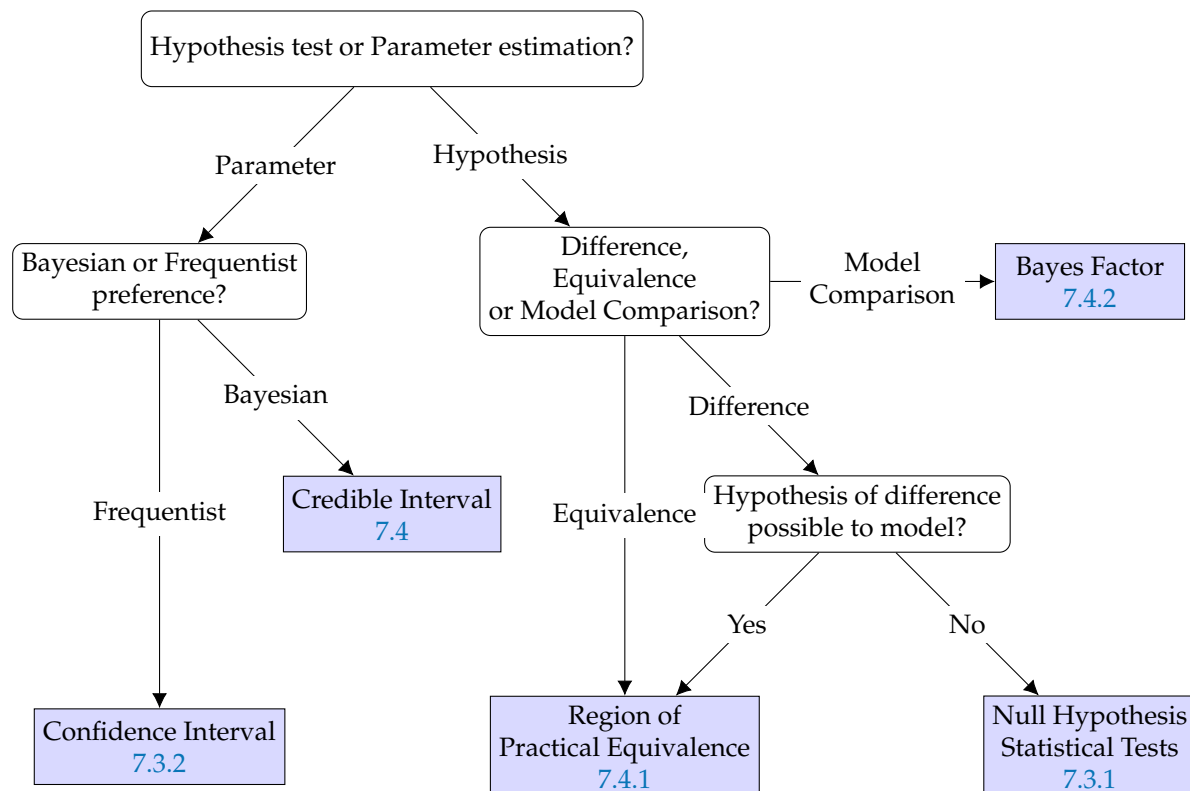 Hypothesis test or Parameter estimation?
Parameter
Hypothesis
Bayesian or Frequentist
preference?
Difference,
Equivalence
or Model Comparison?
Model
Comparison
Bayes Factor
7.4.2
Bayesian
Difference
Frequentist
Credible Interval
7.4
Equivalence
Hypothesis of difference
possible to model?
Yes
No
Confidence Interval
7.3.2
Region of
Practical Equivalence
7.4.1
Null Hypothesis
Statistical Tests
7.3.1